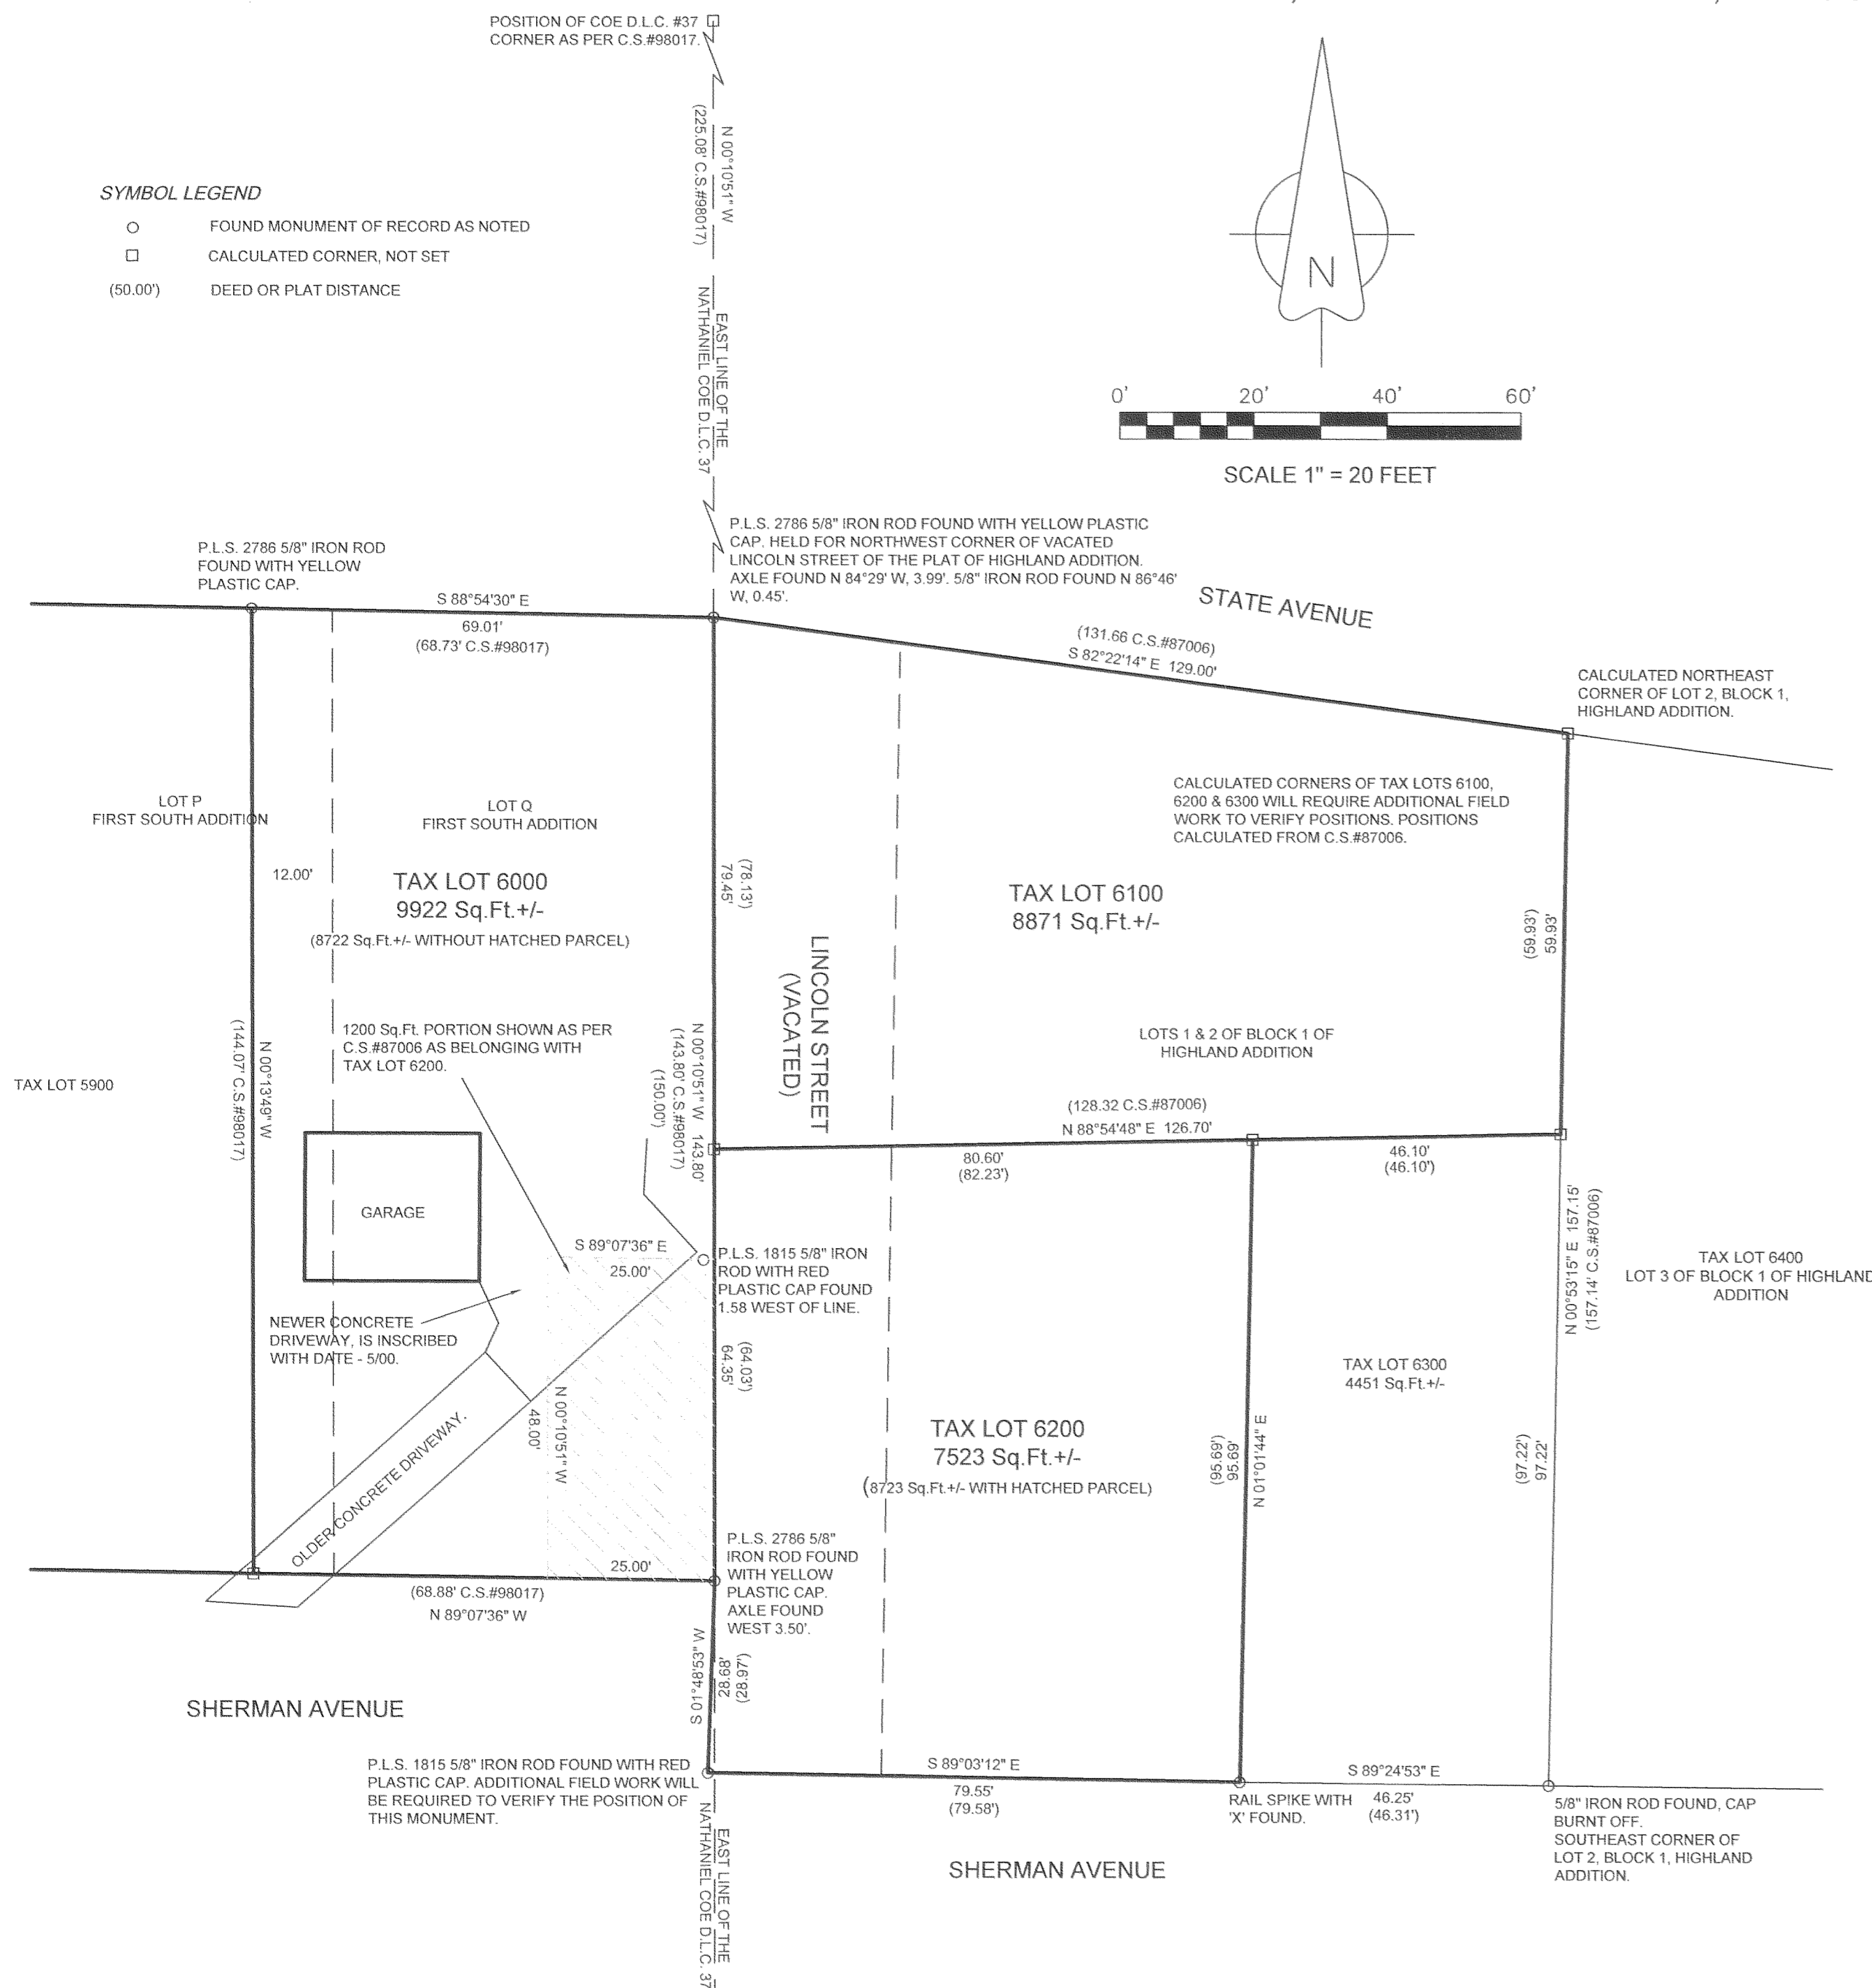 POSITION OF COE D.L.C. #37
CORNER AS PER C.S.#98017.
N 00°10'51" W
(225.08' C.S.#98017)
SYMBOL LEGEND
FOUND MONUMENT OF RECORD AS NOTED
CALCULATED CORNER, NOT SET
(50.00') DEED OR PLAT DISTANCE
N
EAST LINE OF THE
NATHANIEL COE D.L.C. 37
0' 20' 40' 60'
SCALE 1" = 20 FEET
P.L.S. 2786 5/8" IRON ROD
FOUND WITH YELLOW
PLASTIC CAP.
P.L.S. 2786 5/8" IRON ROD FOUND WITH YELLOW PLASTIC
CAP. HELD FOR NORTHWEST CORNER OF VACATED
LINCOLN STREET OF THE PLAT OF HIGHLAND ADDITION.
AXLE FOUND N 84°29' W, 3.99'. 5/8" IRON ROD FOUND N 86°46'
W, 0.45'.
STATE AVENUE
S 88°54'30" E
69.01'
(68.73' C.S.#98017)
(131.66 C.S.#87006)
S 82°22'14" E 129.00'
CALCULATED NORTHEAST
CORNER OF LOT 2, BLOCK 1,
HIGHLAND ADDITION.
LOT P
FIRST SOUTH ADDITION
LOT Q
FIRST SOUTH ADDITION
CALCULATED CORNERS OF TAX LOTS 6100,
6200 & 6300 WILL REQUIRE ADDITIONAL FIELD
WORK TO VERIFY POSITIONS. POSITIONS
CALCULATED FROM C.S.#87006.
12.00'
TAX LOT 6000
9922 Sq.Ft.+/-
(8722 Sq.Ft.+/- WITHOUT HATCHED PARCEL)
(78.13')
79.45'
TAX LOT 6100
8871 Sq.Ft.+/-
(59.93')
59.93'
LINCOLN STREET
(VACATED)
1200 Sq.Ft. PORTION SHOWN AS PER
C.S.#87006 AS BELONGING WITH
TAX LOT 6200.
N 00°13'49" W
(144.07' C.S.#98017)
N 00°10'51" W 143.80'
(143.80' C.S.#98017)
(150.00')
LOTS 1 & 2 OF BLOCK 1 OF
HIGHLAND ADDITION
TAX LOT 5900
(128.32 C.S.#87006)
N 88°54'48" E 126.70'
80.60'
(82.23')
46.10'
(46.10')
GARAGE
S 89°07'36" E
25.00'
P.L.S. 1815 5/8" IRON
ROD WITH RED
PLASTIC CAP FOUND
1.58 WEST OF LINE.
N 00°53'15" E 157.15'
(157.14' C.S.#87006)
TAX LOT 6400
LOT 3 OF BLOCK 1 OF HIGHLAND
ADDITION
NEWER CONCRETE
DRIVEWAY, IS INSCRIBED
WITH DATE - 5/00.
(64.03')
64.35'
TAX LOT 6300
4451 Sq.Ft.+/-
N 00°10'51" W
48.00'
OLDER CONCRETE DRIVEWAY.
TAX LOT 6200
7523 Sq.Ft.+/-
(8723 Sq.Ft.+/- WITH HATCHED PARCEL)
(95.69')
95.69'
N 01°01'44" E
(97.22')
97.22'
P.L.S. 2786 5/8"
IRON ROD FOUND
WITH YELLOW
PLASTIC CAP.
AXLE FOUND
WEST 3.50'.
25.00'
(68.88' C.S.#98017)
N 89°07'36" W
(28.97')
28.68'
S 01°48'53" W
SHERMAN AVENUE
P.L.S. 1815 5/8" IRON ROD FOUND WITH RED
PLASTIC CAP. ADDITIONAL FIELD WORK WILL
BE REQUIRED TO VERIFY THE POSITION OF
THIS MONUMENT.
S 89°03'12" E
79.55'
(79.58')
S 89°24'53" E
46.25'
(46.31')
RAIL SPIKE WITH
'X' FOUND.
5/8" IRON ROD FOUND, CAP
BURNT OFF.
SOUTHEAST CORNER OF
LOT 2, BLOCK 1, HIGHLAND
ADDITION.
SHERMAN AVENUE
EAST LINE OF THE
NATHANIEL COE D.L.C. 37